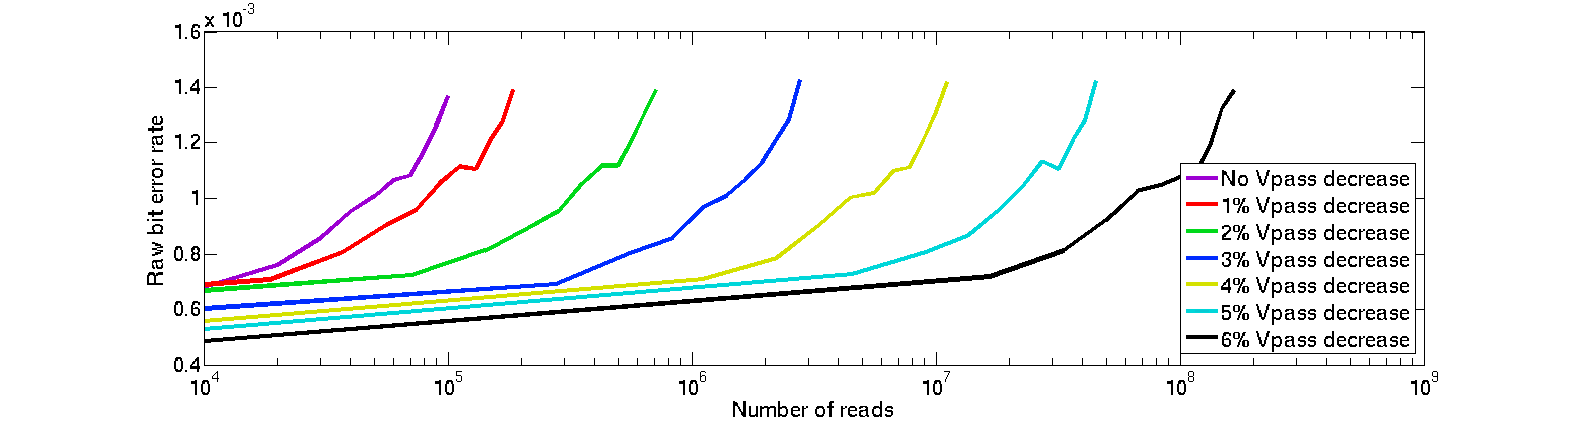 x 10^-3
1.6
1.4
1.2
1
0.8
0.6
0.4
Raw bit error rate
10^4 10^5 10^6 10^7 10^8 10^9
Number of reads
No Vpass decrease
1% Vpass decrease
2% Vpass decrease
3% Vpass decrease
4% Vpass decrease
5% Vpass decrease
6% Vpass decrease